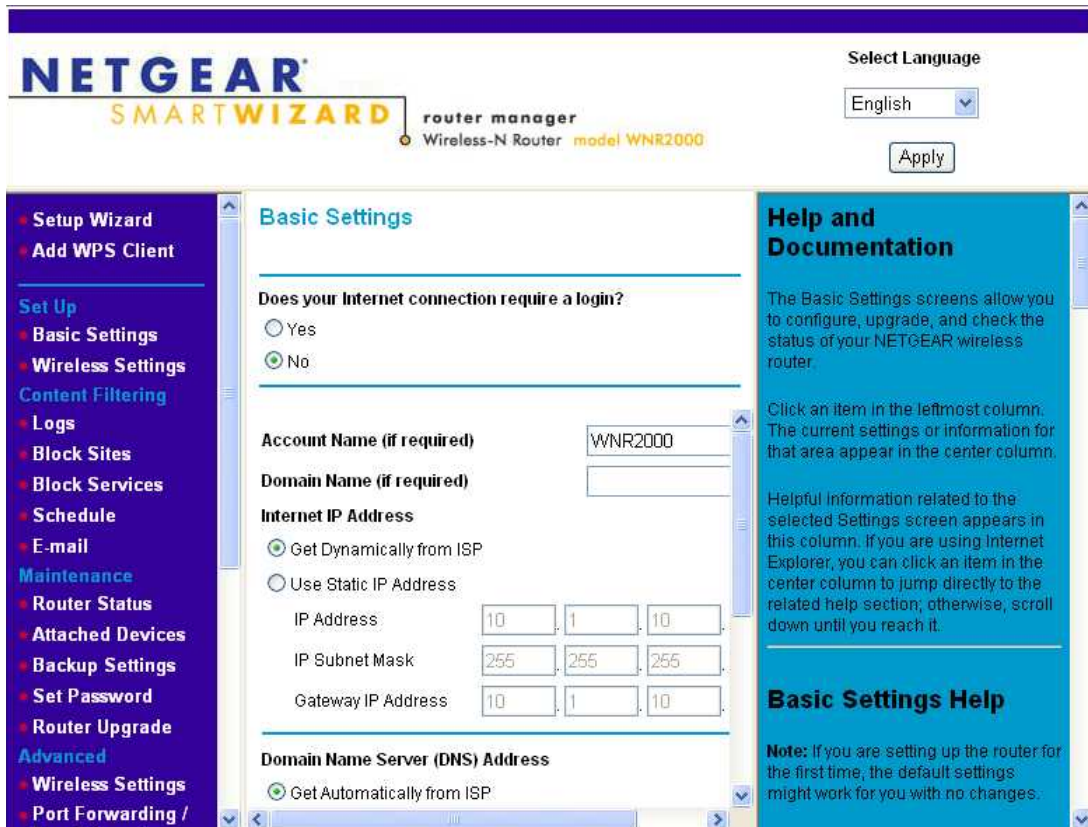 NETGEAR
SMARTWIZARD
router manager
Wireless-N Router model WNR2000
Select Language
English
Apply
Setup Wizard
Add WPS Client
Set Up
Basic Settings
Wireless Settings
Content Filtering
Logs
Block Sites
Block Services
Schedule
E-mail
Maintenance
Router Status
Attached Devices
Backup Settings
Set Password
Router Upgrade
Advanced
Wireless Settings
Port Forwarding /
Basic Settings
Does your Internet connection require a login?
Yes
No
Account Name (if required) WNR2000
Domain Name (if required)
Internet IP Address
Get Dynamically from ISP
Use Static IP Address
IP Address 10 . 1 . 10 .
IP Subnet Mask 255 . 255 . 255 .
Gateway IP Address 10 . 1 . 10 .
Domain Name Server (DNS) Address
Get Automatically from ISP
Help and
Documentation
The Basic Settings screens allow you
to configure, upgrade, and check the
status of your NETGEAR wireless
router.
Click an item in the leftmost column.
The current settings or information for
that area appear in the center column.
Helpful information related to the
selected Settings screen appears in
this column. If you are using Internet
Explorer, you can click an item in the
center column to jump directly to the
related help section; otherwise, scroll
down until you reach it.
Basic Settings Help
Note: If you are setting up the router for
the first time, the default settings
might work for you with no changes.